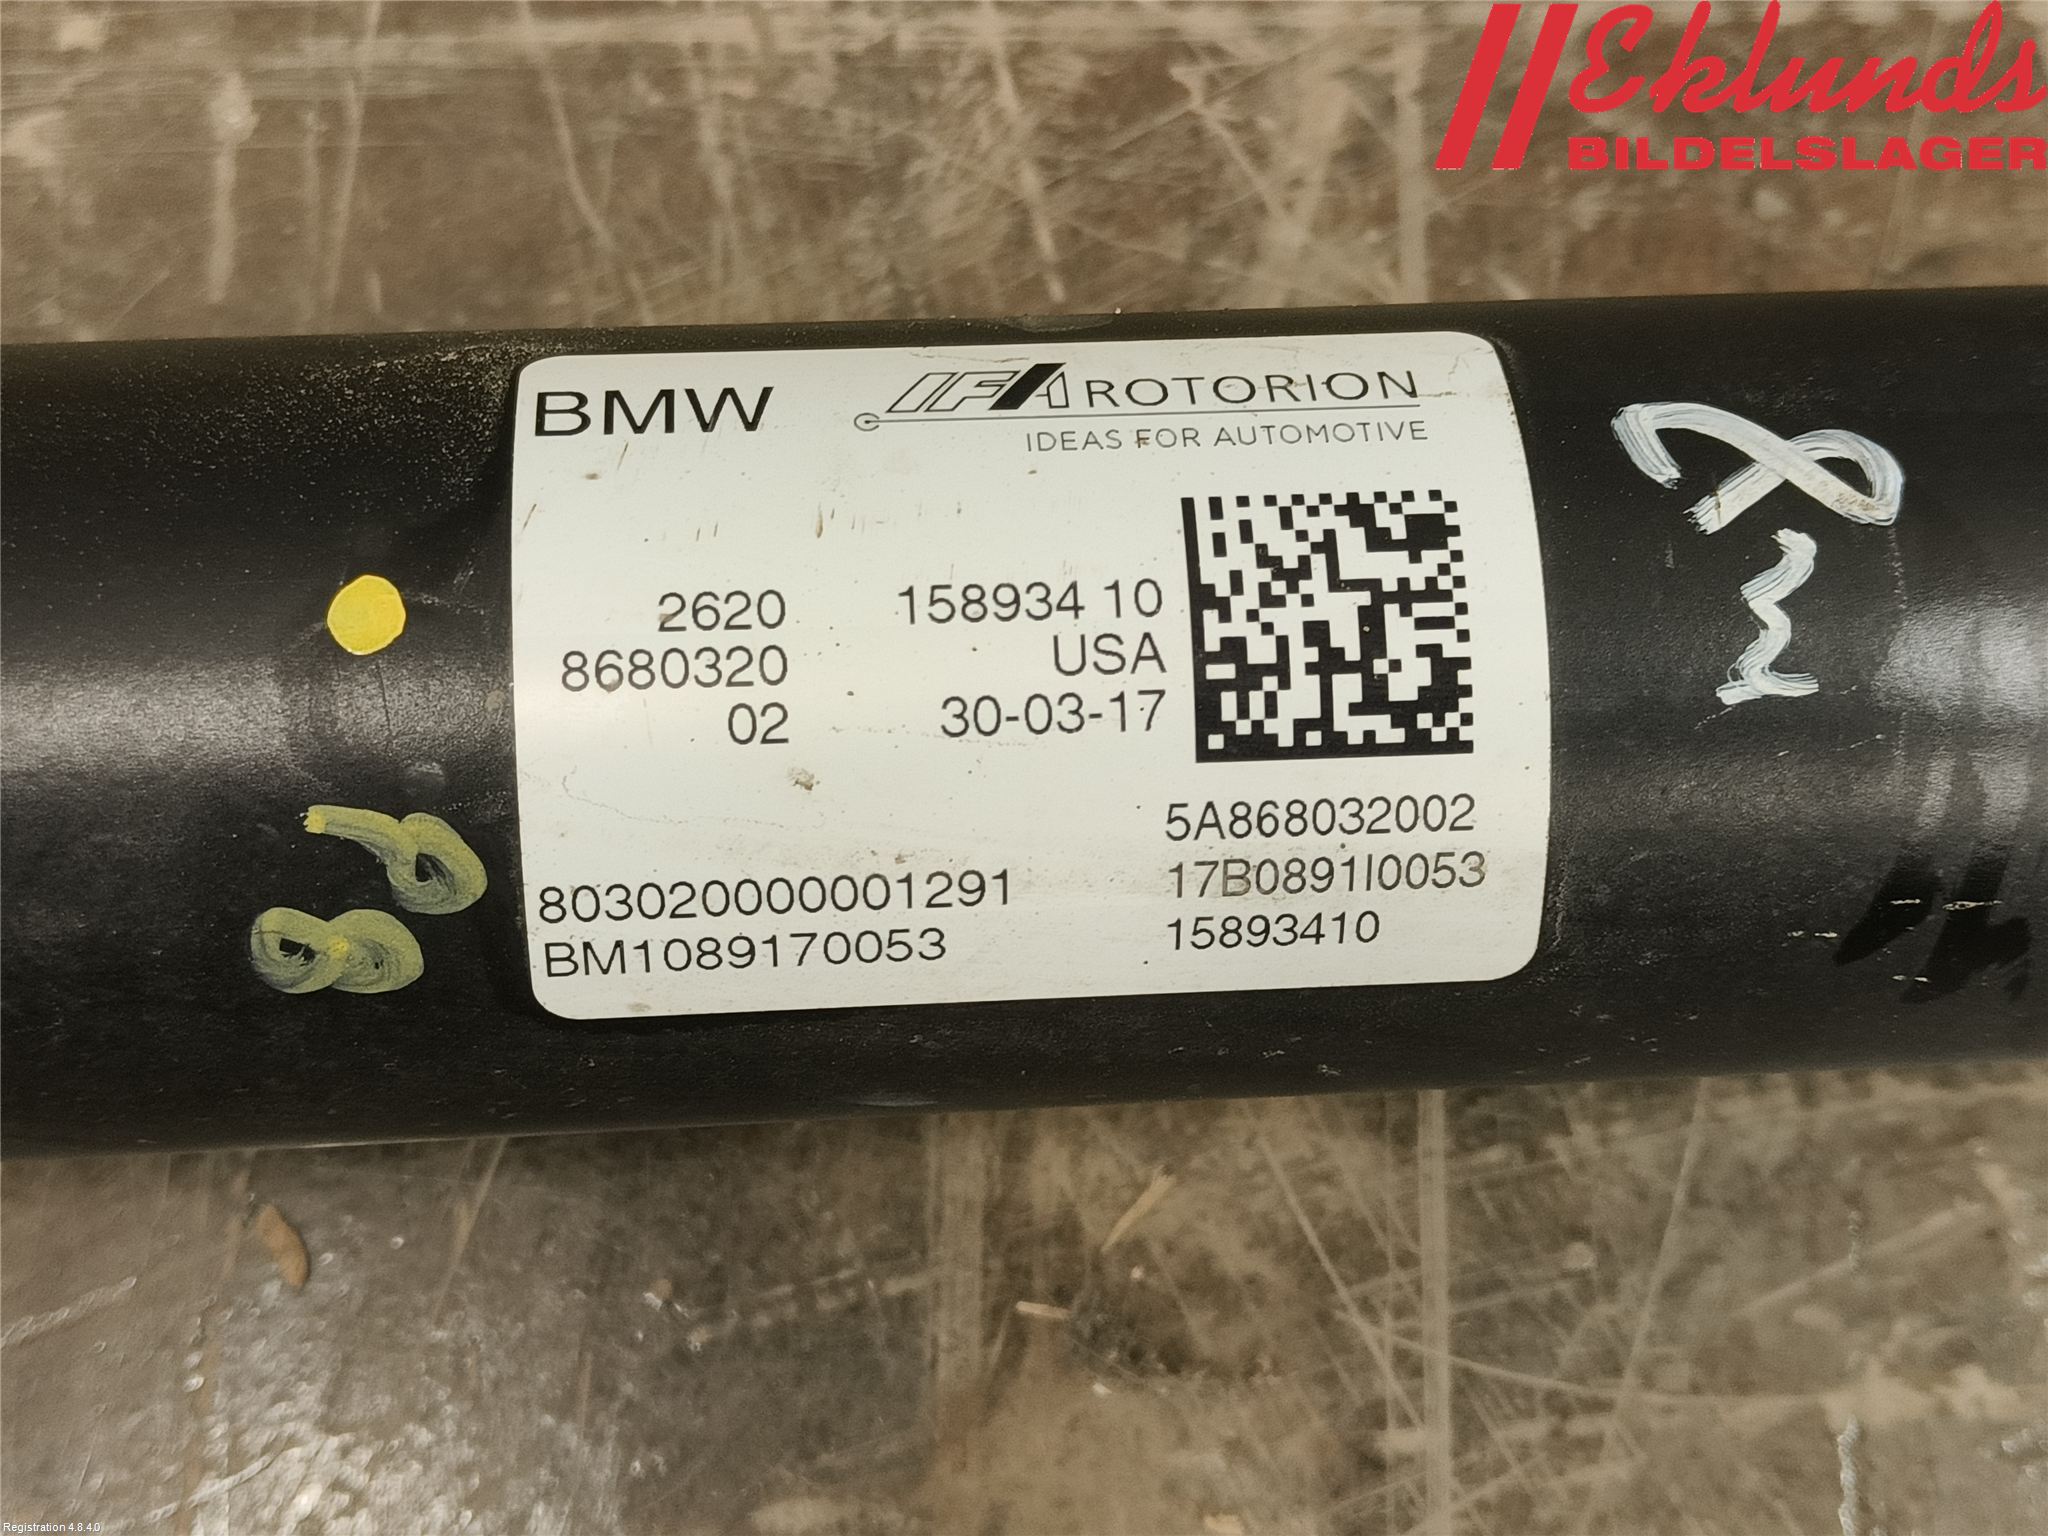 Eklunds
BILDELSLAGER
BMW
IFA ROTORION
IDEAS FOR AUTOMOTIVE
2620
8680320
02
158934 10
USA
30-03-17
5A868032002
17B0891I0053
15893410
803020000001291
BM1089170053
Registration 4.8.4.0